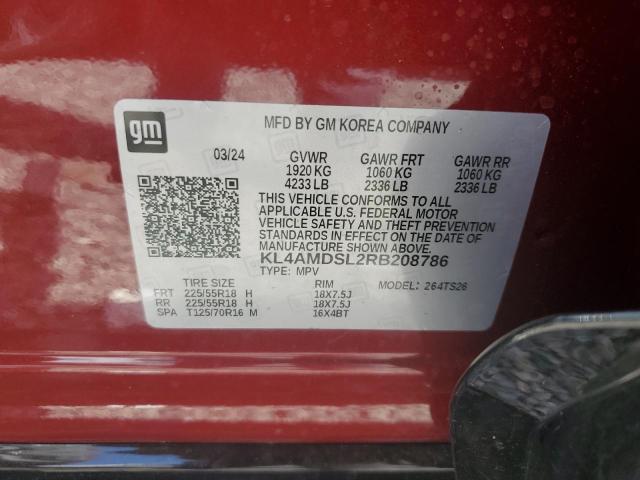 gm
MFD BY GM KOREA COMPANY
03/24 GVWR GAWR FRT GAWR RR
1920 KG 1060 KG 1060 KG
4233 LB 2336 LB 2336 LB
THIS VEHICLE CONFORMS TO ALL
APPLICABLE U.S. FEDERAL MOTOR
VEHICLE SAFETY AND THEFT PREVENTION
STANDARDS IN EFFECT ON THE DATE OF
MANUFACTURE SHOWN ABOVE.
KL4AMDSL2RB208786
TYPE: MPV
TIRE SIZE RIM MODEL: 264TS26
FRT 225/55R18 H 18X7.5J
RR 225/55R18 H 18X7.5J
SPA T125/70R16 M 16X4BT